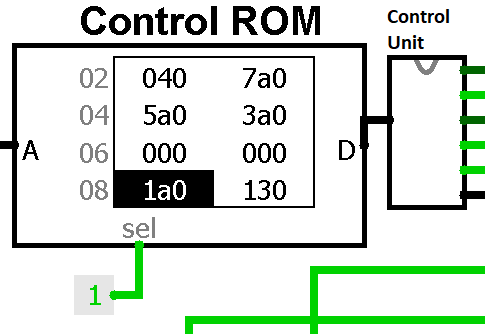 Control ROM
Control
Unit
02 040 7a0
04 5a0 3a0
06 000 000
08 1a0 130
A
D
sel
1